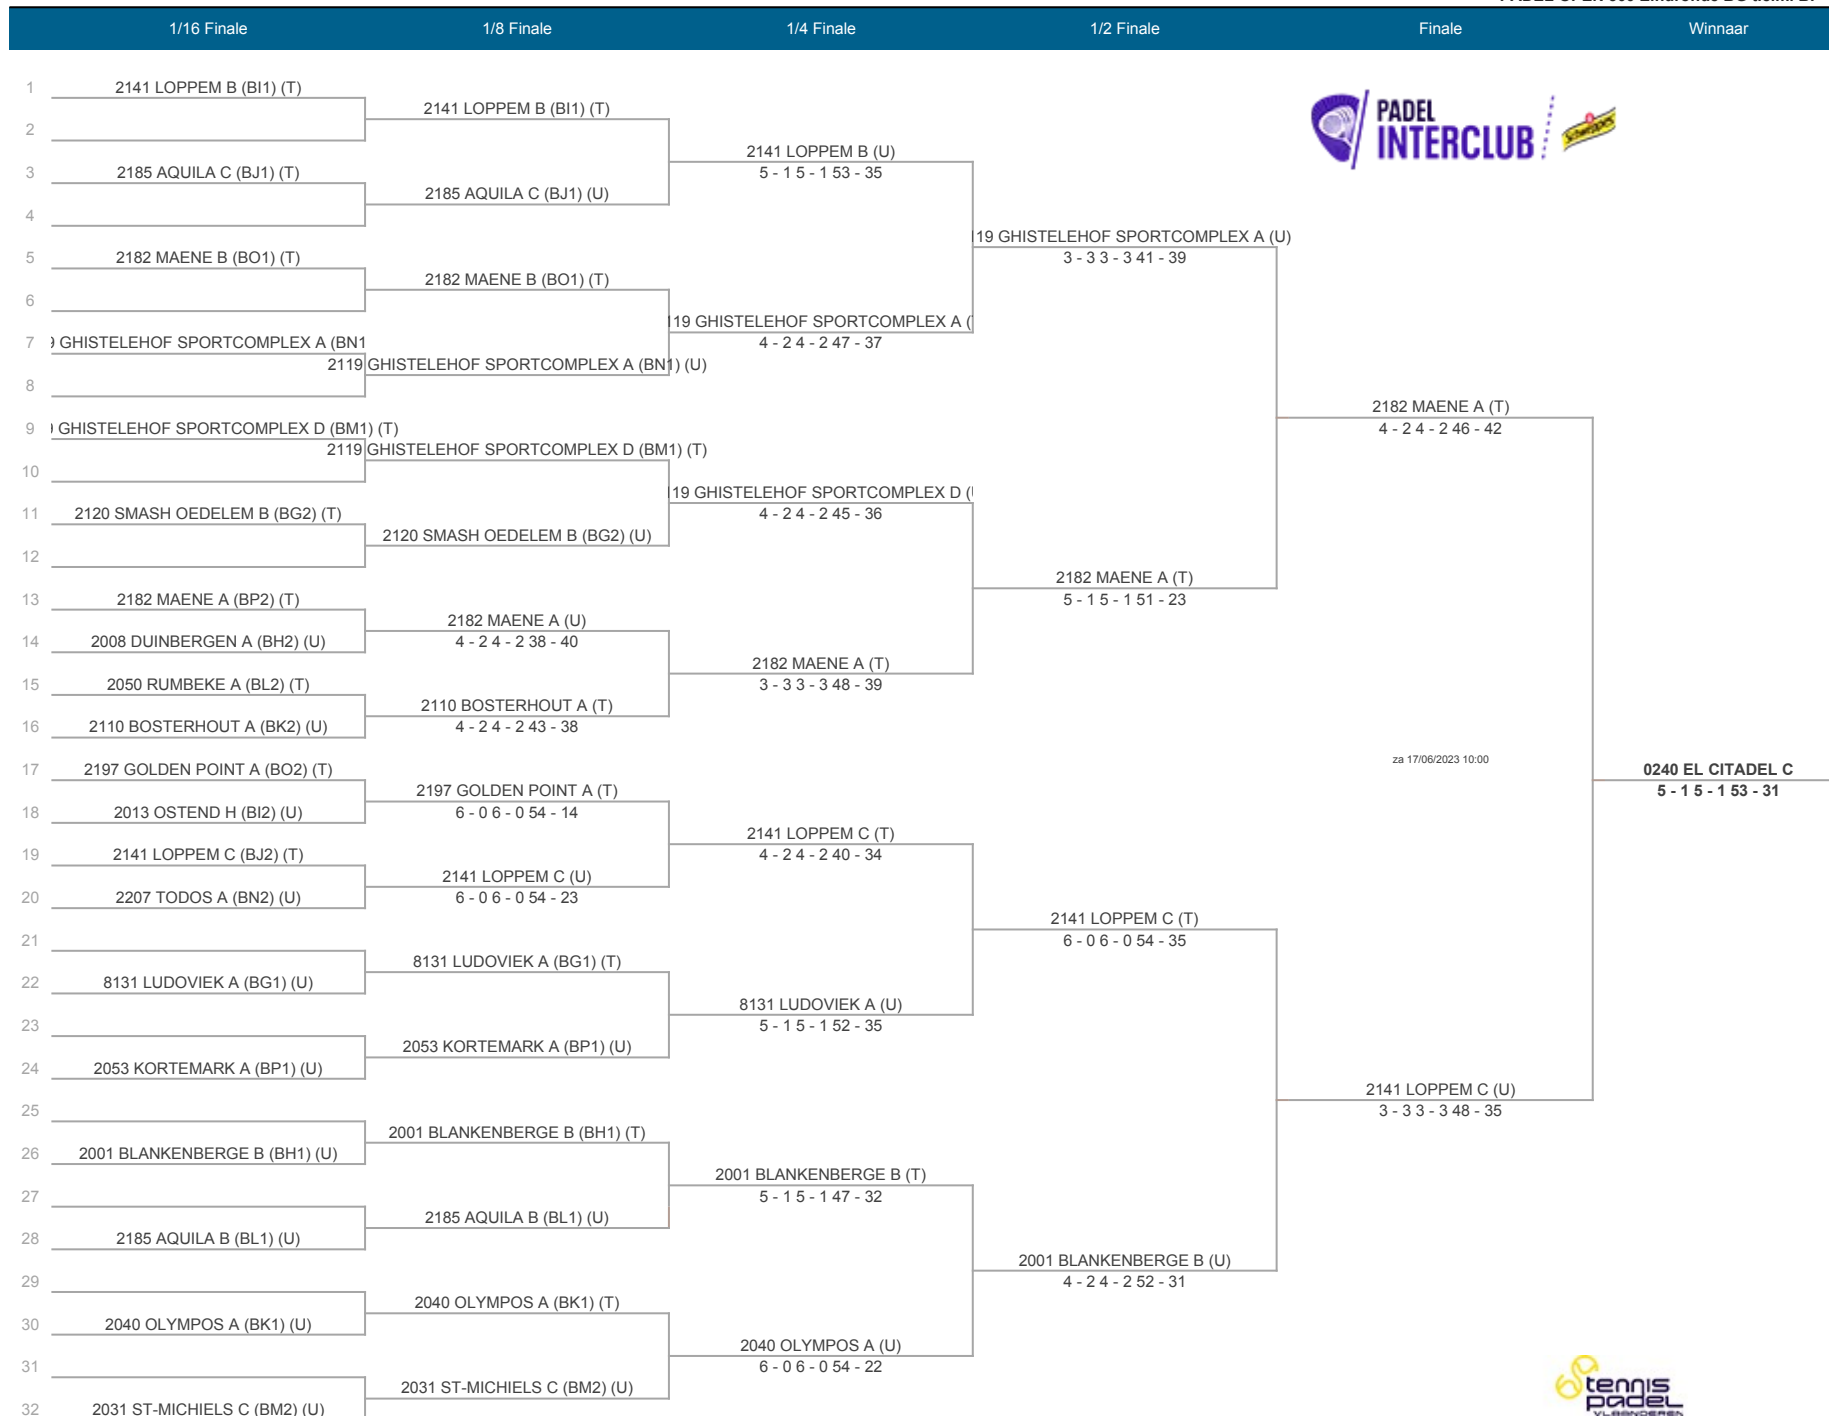 1/16 Finale 1/8 Finale 1/4 Finale 1/2 Finale Finale Winnaar
PADEL INTERCLUB
Schweppes
1 2141 LOPPEM B (BI1) (T)
2141 LOPPEM B (BI1) (T)
2
2141 LOPPEM B (U)
3 2185 AQUILA C (BJ1) (T)
5 - 1 5 - 1 53 - 35
2185 AQUILA C (BJ1) (U)
4
19 GHISTELEHOF SPORTCOMPLEX A (U)
5 2182 MAENE B (BO1) (T)
3 - 3 3 - 3 41 - 39
2182 MAENE B (BO1) (T)
6
19 GHISTELEHOF SPORTCOMPLEX A (
7 GHISTELEHOF SPORTCOMPLEX A (BN1
4 - 2 4 - 2 47 - 37
2119 GHISTELEHOF SPORTCOMPLEX A (BN1) (U)
8
2182 MAENE A (T)
9 GHISTELEHOF SPORTCOMPLEX D (BM1) (T)
4 - 2 4 - 2 46 - 42
2119 GHISTELEHOF SPORTCOMPLEX D (BM1) (T)
10
19 GHISTELEHOF SPORTCOMPLEX D (
11 2120 SMASH OEDELEM B (BG2) (T)
4 - 2 4 - 2 45 - 36
2120 SMASH OEDELEM B (BG2) (U)
12
2182 MAENE A (T)
13 2182 MAENE A (BP2) (T)
5 - 1 5 - 1 51 - 23
2182 MAENE A (U)
14 2008 DUINBERGEN A (BH2) (U)
4 - 2 4 - 2 38 - 40
2182 MAENE A (T)
15 2050 RUMBEKE A (BL2) (T)
3 - 3 3 - 3 48 - 39
2110 BOSTERHOUT A (T)
16 2110 BOSTERHOUT A (BK2) (U)
4 - 2 4 - 2 43 - 38
za 17/06/2023 10:00
17 2197 GOLDEN POINT A (BO2) (T)
0240 EL CITADEL C
5 - 1 5 - 1 53 - 31
2197 GOLDEN POINT A (T)
18 2013 OSTEND H (BI2) (U)
6 - 0 6 - 0 54 - 14
2141 LOPPEM C (T)
19 2141 LOPPEM C (BJ2) (T)
4 - 2 4 - 2 40 - 34
2141 LOPPEM C (U)
20 2207 TODOS A (BN2) (U)
6 - 0 6 - 0 54 - 23
2141 LOPPEM C (T)
21
6 - 0 6 - 0 54 - 35
8131 LUDOVIEK A (BG1) (T)
22 8131 LUDOVIEK A (BG1) (U)
8131 LUDOVIEK A (U)
23
5 - 1 5 - 1 52 - 35
2053 KORTEMARK A (BP1) (U)
24 2053 KORTEMARK A (BP1) (U)
2141 LOPPEM C (U)
25
3 - 3 3 - 3 48 - 35
2001 BLANKENBERGE B (BH1) (T)
26 2001 BLANKENBERGE B (BH1) (U)
2001 BLANKENBERGE B (T)
27
5 - 1 5 - 1 47 - 32
2185 AQUILA B (BL1) (U)
28 2185 AQUILA B (BL1) (U)
2001 BLANKENBERGE B (U)
29
4 - 2 4 - 2 52 - 31
2040 OLYMPOS A (BK1) (T)
30 2040 OLYMPOS A (BK1) (U)
2040 OLYMPOS A (U)
31
6 - 0 6 - 0 54 - 22
2031 ST-MICHIELS C (BM2) (U)
32 2031 ST-MICHIELS C (BM2) (U)
tennis
padel
VLAANDEREN